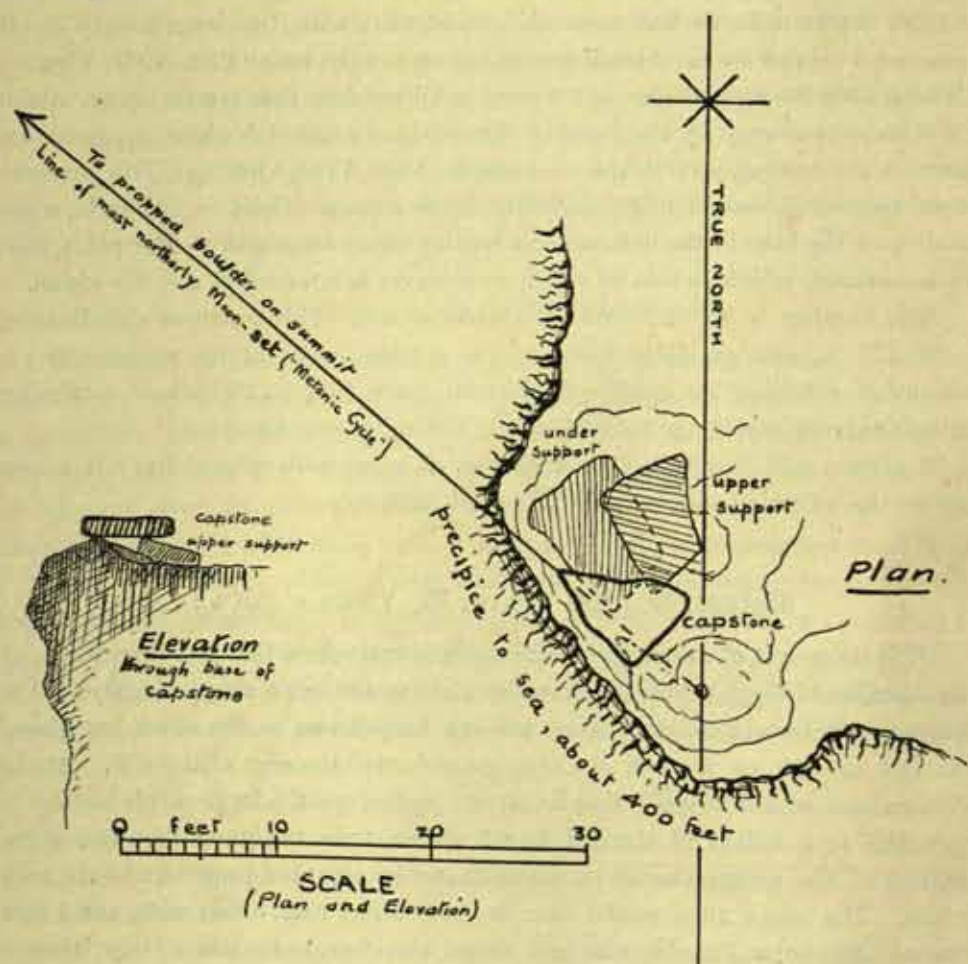 To propped boulder on summit
Line of most northerly Moon-set (Metonic Cycle.)
TRUE NORTH
under
support
upper
support
capstone
Plan.
precipice to sea, about 400 feet
capstone
upper support
Elevation
through base of
capstone
0 feet 10 20 30
SCALE
(Plan and Elevation)